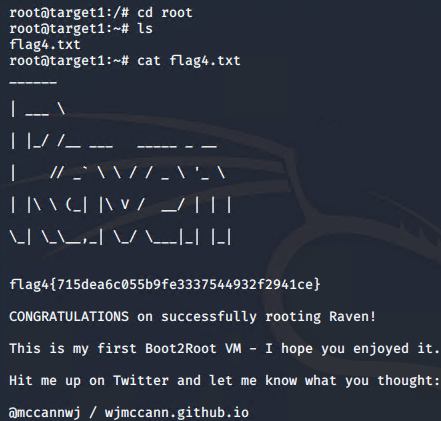 root@target1:/# cd root
root@target1:~# ls
flag4.txt
root@target1:~# cat flag4.txt
______
| ___ \
| |_/ /__ ___   _____ _ __
|    // _` \ \ / / _ \ '_ \
| |\ \ (_| |\ V /  __/ | | |
\_| \_\__,_| \_/ \___|_| |_|
flag4{715dea6c055b9fe3337544932f2941ce}
CONGRATULATIONS on successfully rooting Raven!
This is my first Boot2Root VM - I hope you enjoyed it.
Hit me up on Twitter and let me know what you thought:
@mccannwj / wjmccann.github.io